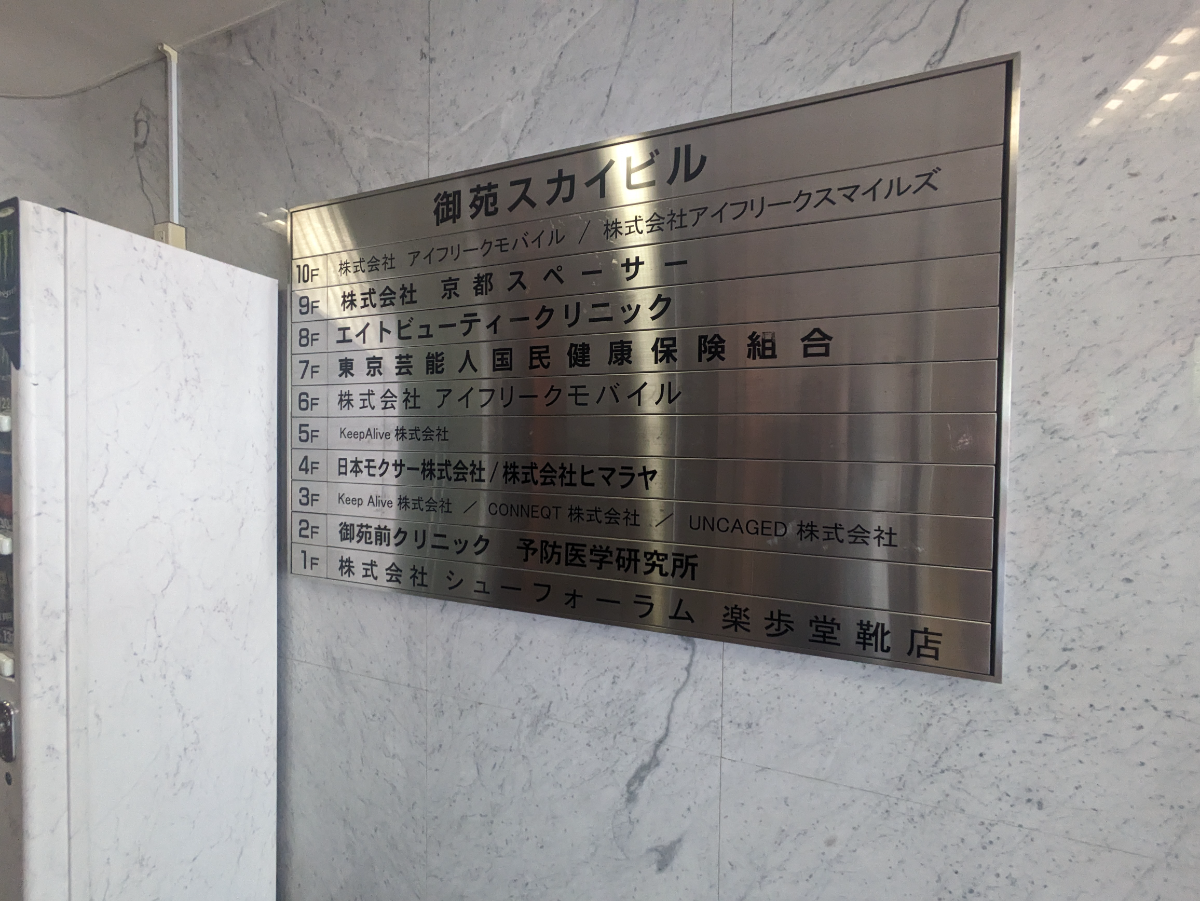 御苑スカイビル
10F 株式会社 アイフリークモバイル / 株式会社アイフリークスマイルズ
9F 株式会社 京都スペーサー
8F エイトビューティークリニック
7F 東京芸能人国民健康保険組合
6F 株式会社 アイフリークモバイル
5F KeepAlive 株式会社
4F 日本モクサー株式会社/株式会社ヒマラヤ
3F Keep Alive 株式会社 / CONNEQT 株式会社 / UNCAGED 株式会社
2F 御苑前クリニック 予防医学研究所
1F 株式会社 シューフォーラム 楽歩堂靴店